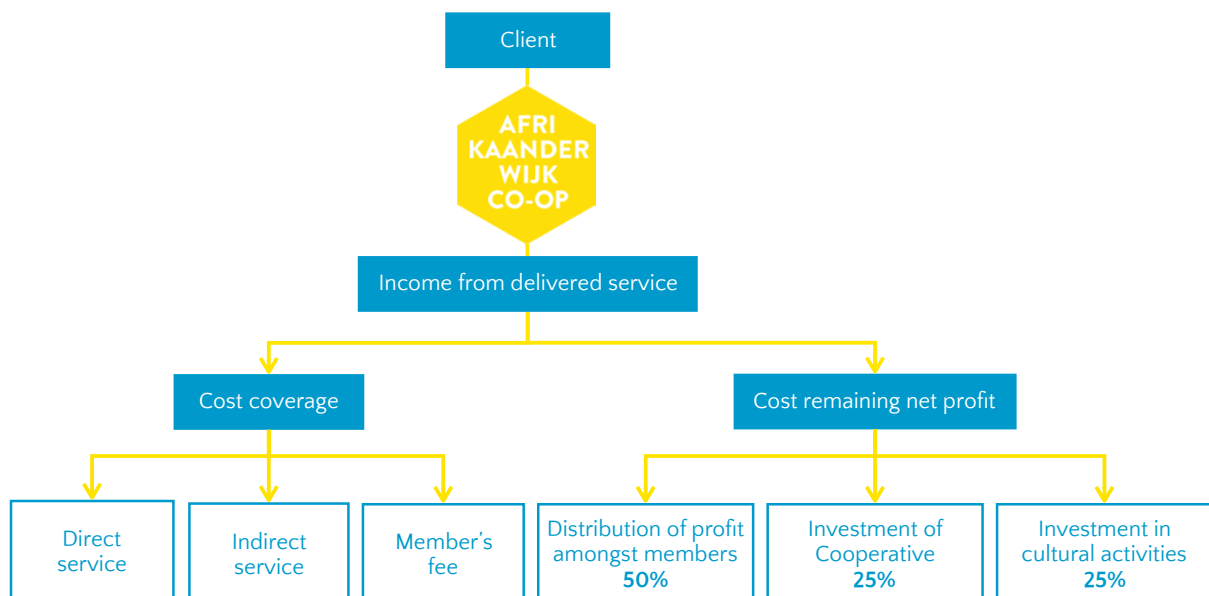 Client
AFRI
KAANDER
WIJK
CO-OP
Income from delivered service
Cost coverage
Cost remaining net profit
Direct
service
Indirect
service
Member’s
fee
Distribution of profit
amongst members
50%
Investment of
Cooperative
25%
Investment in
cultural activities
25%